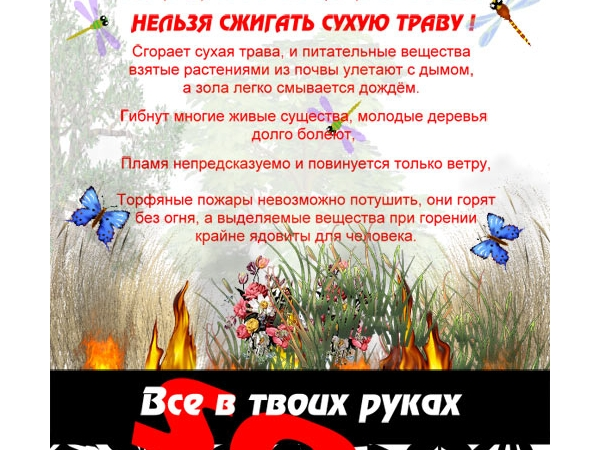 НЕЛЬЗЯ СЖИГАТЬ СУХУЮ ТРАВУ !
Сгорает сухая трава, и питательные вещества
взятые растениями из почвы улетают с дымом,
а зола легко смывается дождём.
Гибнут многие живые существа, молодые деревья
долго болеют,
Пламя непредсказуемо и повинуется только ветру,
Торфяные пожары невозможно потушить, они горят
без огня, а выделяемые вещества при горении
крайне ядовиты для человека.
Все в твоих руках